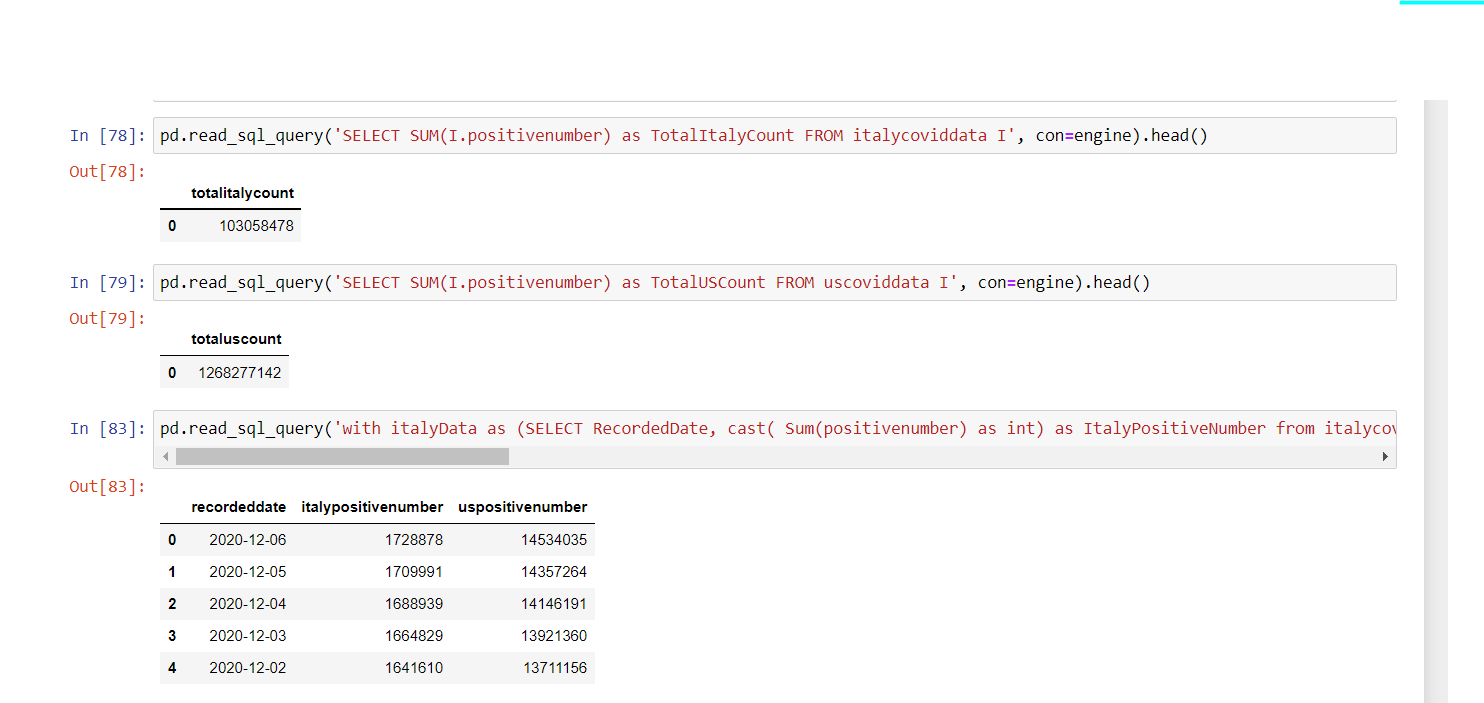 In [78]: pd.read_sql_query('SELECT SUM(I.positivenumber) as TotalItalyCount FROM italycoviddata I', con=engine).head()
Out[78]:
totalitalycount
0 103058478
In [79]: pd.read_sql_query('SELECT SUM(I.positivenumber) as TotalUSCount FROM uscoviddata I', con=engine).head()
Out[79]:
totaluscount
0 1268277142
In [83]: pd.read_sql_query('with italyData as (SELECT RecordedDate, cast( Sum(positivenumber) as int) as ItalyPositiveNumber from italycov
Out[83]:
recordeddate italypositivenumber uspositivenumber
0 2020-12-06 1728878 14534035
1 2020-12-05 1709991 14357264
2 2020-12-04 1688939 14146191
3 2020-12-03 1664829 13921360
4 2020-12-02 1641610 13711156